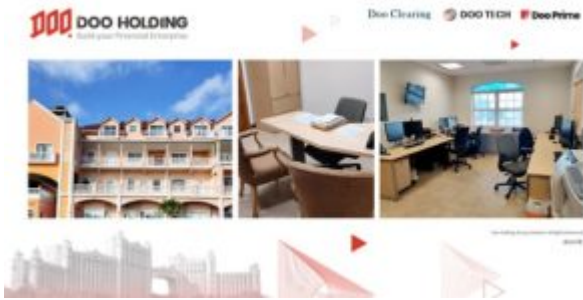 DOO HOLDING
Build your Financial Enterprise
Doo Clearing
DOO TECH
Doo Prime